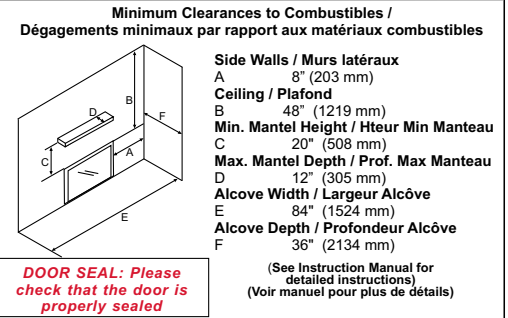 Minimum Clearances to Combustibles /
Dégagements minimaux par rapport aux matériaux combustibles
Side Walls / Murs latéraux
A 8” (203 mm)
Ceiling / Plafond
B 48” (1219 mm)
Min. Mantel Height / Hteur Min Manteau
C 20" (508 mm)
Max. Mantel Depth / Prof. Max Manteau
D 12” (305 mm)
Alcove Width / Largeur Alcôve
E 84" (1524 mm)
Alcove Depth / Profondeur Alcôve
F 36" (2134 mm)
(See Instruction Manual for
detailed instructions)
(Voir manuel pour plus de détails)
D
B
F
A
C
E
DOOR SEAL: Please
check that the door is
properly sealed